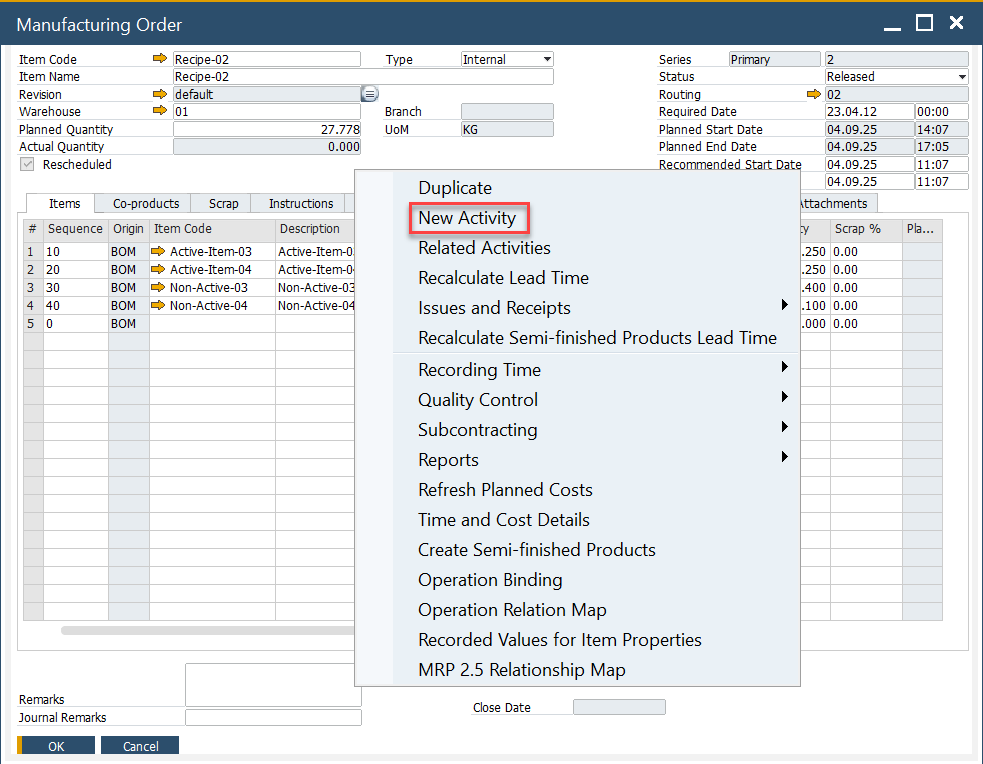 Manufacturing Order
Item Code Recipe-02 Type Internal Series Primary 2
Item Name Recipe-02 Status Released
Revision default Routing 02
Warehouse 01 Branch Required Date 23.04.12 00:00
Planned Quantity 27.778 UoM KG Planned Start Date 04.09.25 14:07
Actual Quantity 0.000 Planned End Date 04.09.25 17:05
Rescheduled Recommended Start Date 04.09.25 11:07
04.09.25 11:07
Items Co-products Scrap Instructions Attachments
# Sequence Origin Item Code Description ty Scrap % Pla...
1 10 BOM Active-Item-03 Active-Item-0 .250 0.00
2 20 BOM Active-Item-04 Active-Item-0 .250 0.00
3 30 BOM Non-Active-03 Non-Active-03 .400 0.00
4 40 BOM Non-Active-04 Non-Active-04 .100 0.00
5 0 BOM .000 0.00
Duplicate
New Activity
Related Activities
Recalculate Lead Time
Issues and Receipts
Recalculate Semi-finished Products Lead Time
Recording Time
Quality Control
Subcontracting
Reports
Refresh Planned Costs
Time and Cost Details
Create Semi-finished Products
Operation Binding
Operation Relation Map
Recorded Values for Item Properties
MRP 2.5 Relationship Map
Remarks
Journal Remarks
Close Date
OK Cancel